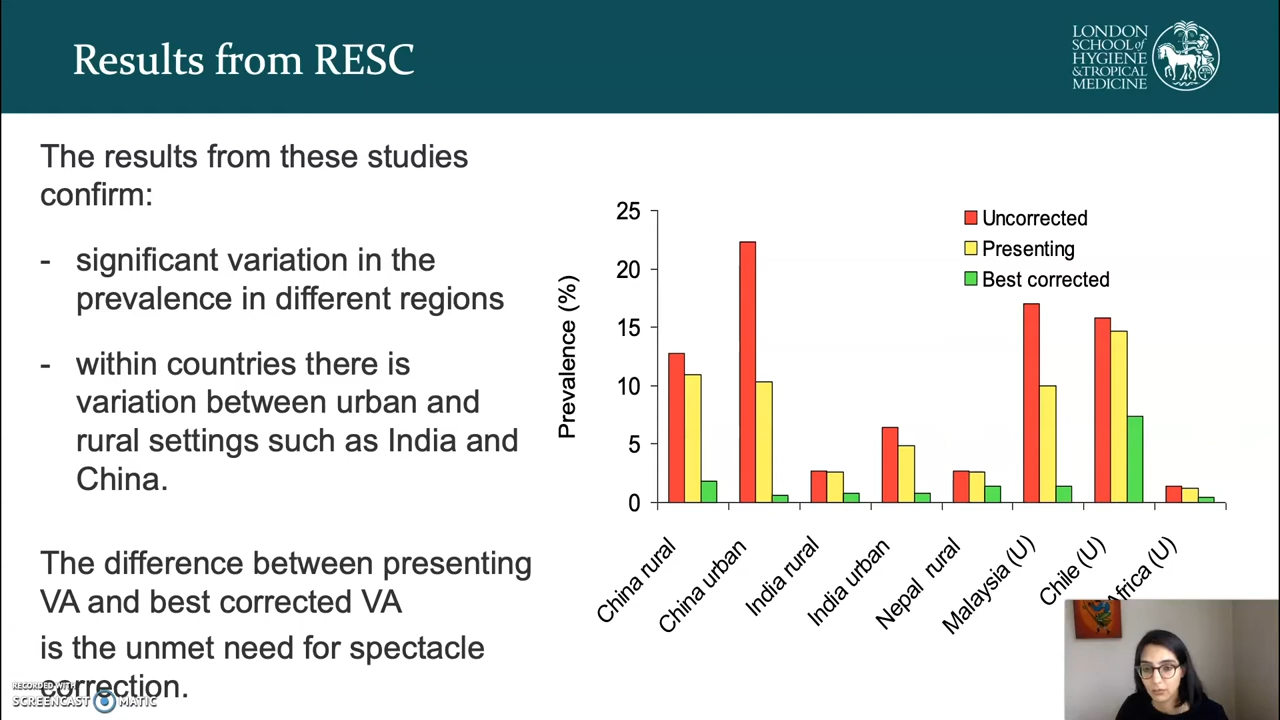 Results from RESC
LONDON
SCHOOL of
HYGIENE
& TROPICAL
MEDICINE
The results from these studies
confirm:
- significant variation in the
prevalence in different regions
- within countries there is
variation between urban and
rural settings such as India and
China.
The difference between presenting
VA and best corrected VA
is the unmet need for spectacle
correction.
RECORDED WITH
SCREENCAST MATIC
Prevalence (%)
25
20
15
10
5
0
Uncorrected
Presenting
Best corrected
China rural
China urban
India rural
India urban
Nepal rural
Malaysia (U)
Chile (U)
Africa (U)